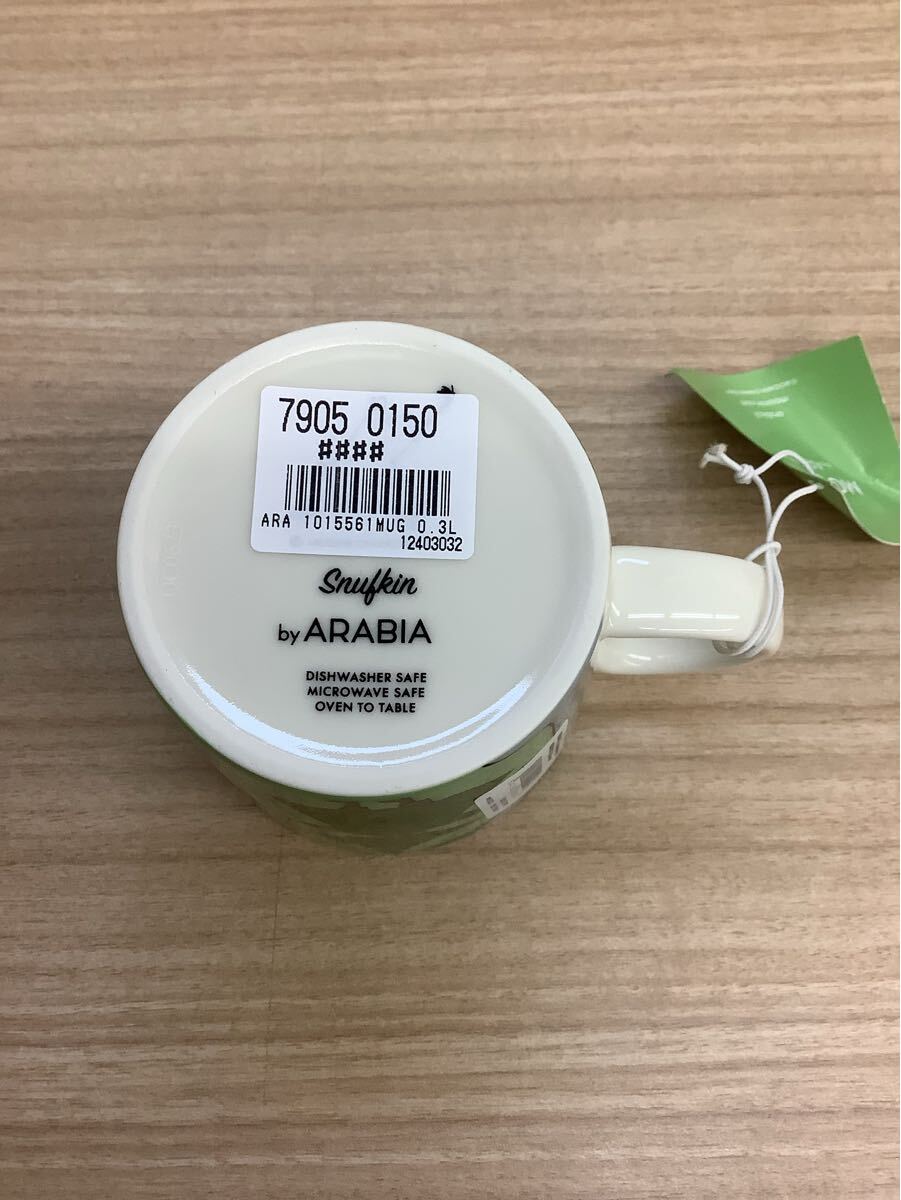 7905 0150
####
ARA 1015561MUG 0.3L
12403032
Snufkin
by ARABIA
DISHWASHER SAFE
MICROWAVE SAFE
OVEN TO TABLE